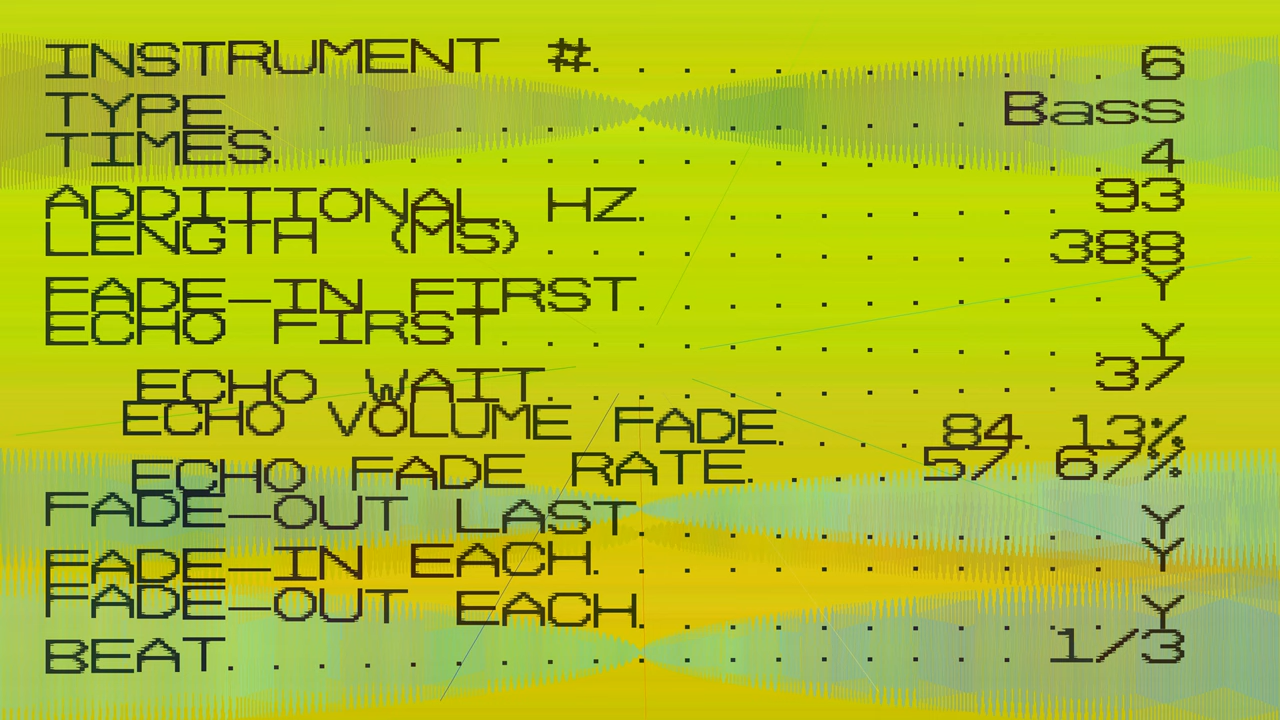 INSTRUMENT #. . . . . . . . . . . . 6
TYPE. . . . . . . . . . . . . . . . . Bass
TIMES. . . . . . . . . . . . . . . . . . . 4
ADDITIONAL HZ. . . . . . . . . . 93
LENGTH (MS) . . . . . . . . . . . 388
FADE-IN FIRST. . . . . . . . . . . Y
ECHO FIRST. . . . . . . . . . . . . . Y
ECHO WAIT. . . . . . . . . . . . 37
ECHO VOLUME FADE. . . . 84. 13%
ECHO FADE RATE. . . . 57. 67%
FADE-OUT LAST. . . . . . . . . . . Y
FADE-IN EACH. . . . . . . . . . . . Y
FADE-OUT EACH. . . . . . . . . . . Y
BEAT. . . . . . . . . . . . . . . . . . 1/3